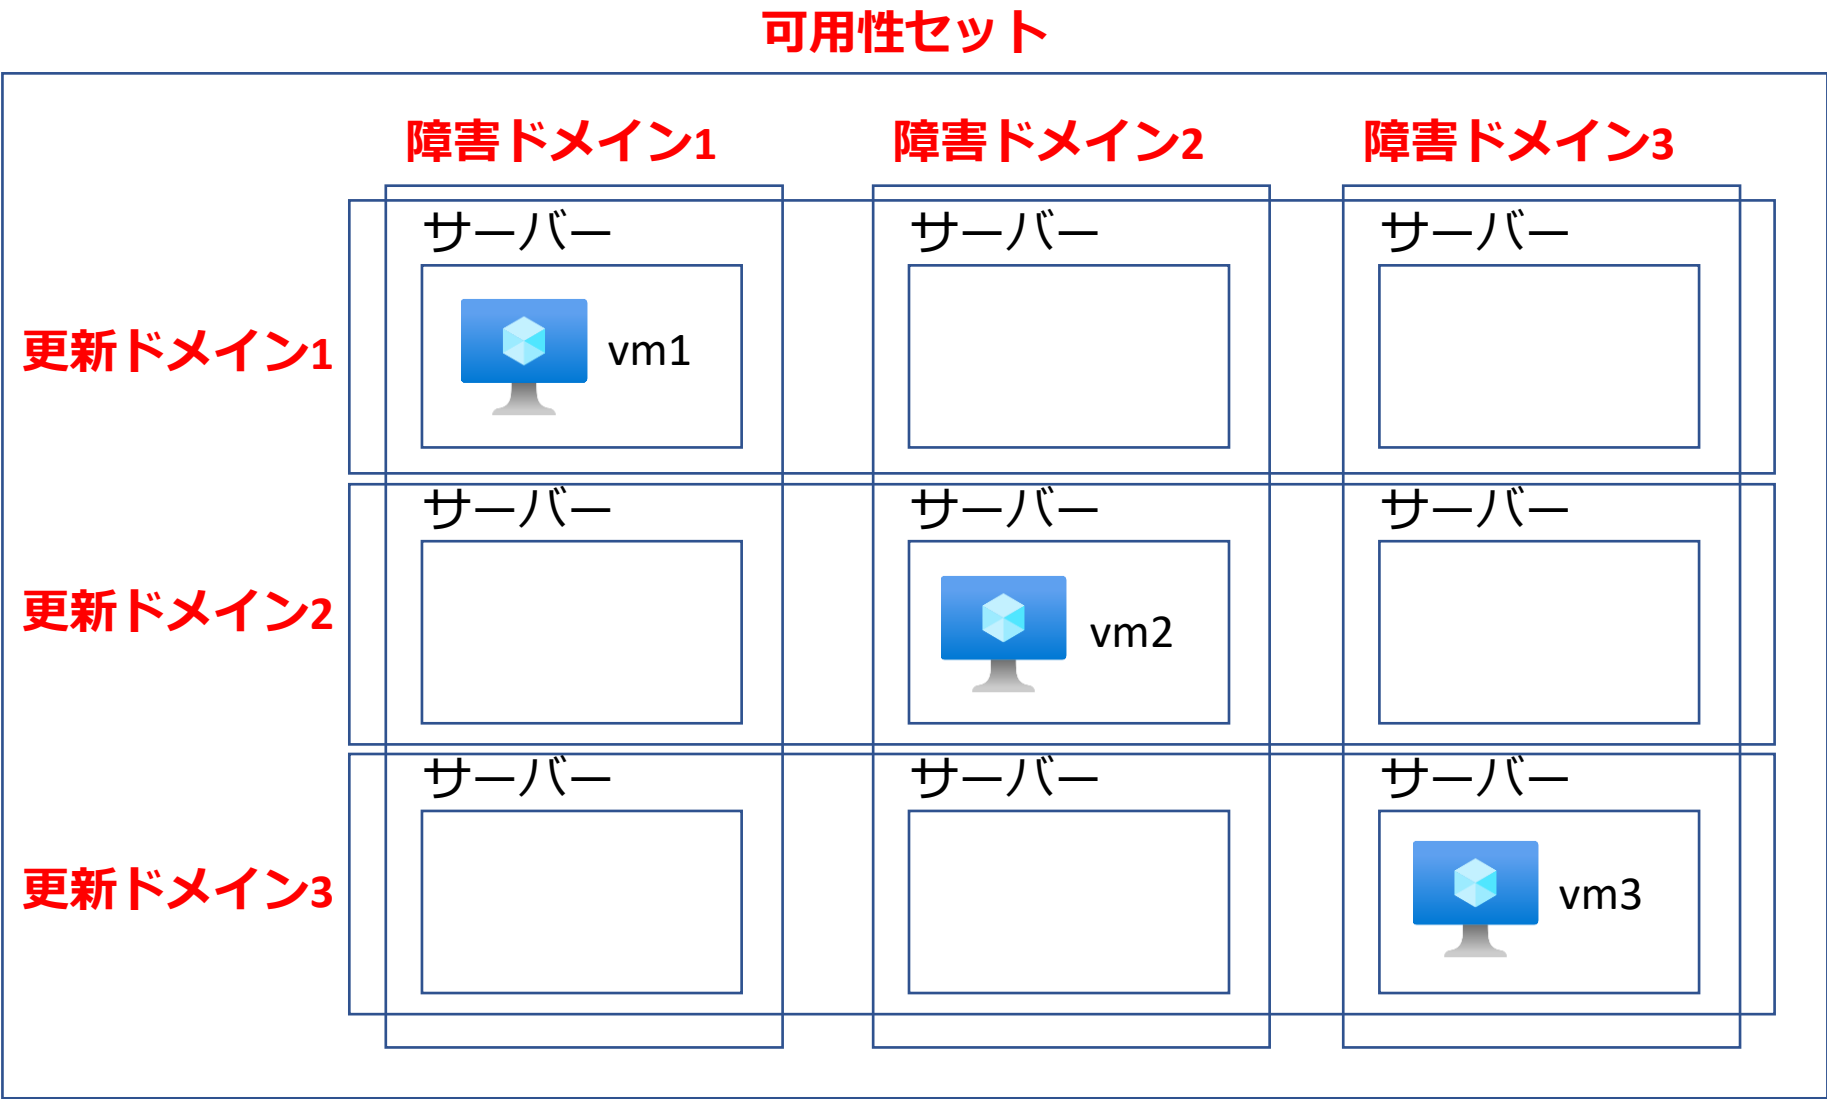 可用性セット
障害ドメイン1 障害ドメイン2 障害ドメイン3
サーバー サーバー サーバー
更新ドメイン1 vm1
サーバー サーバー サーバー
更新ドメイン2 vm2
サーバー サーバー サーバー
更新ドメイン3 vm3